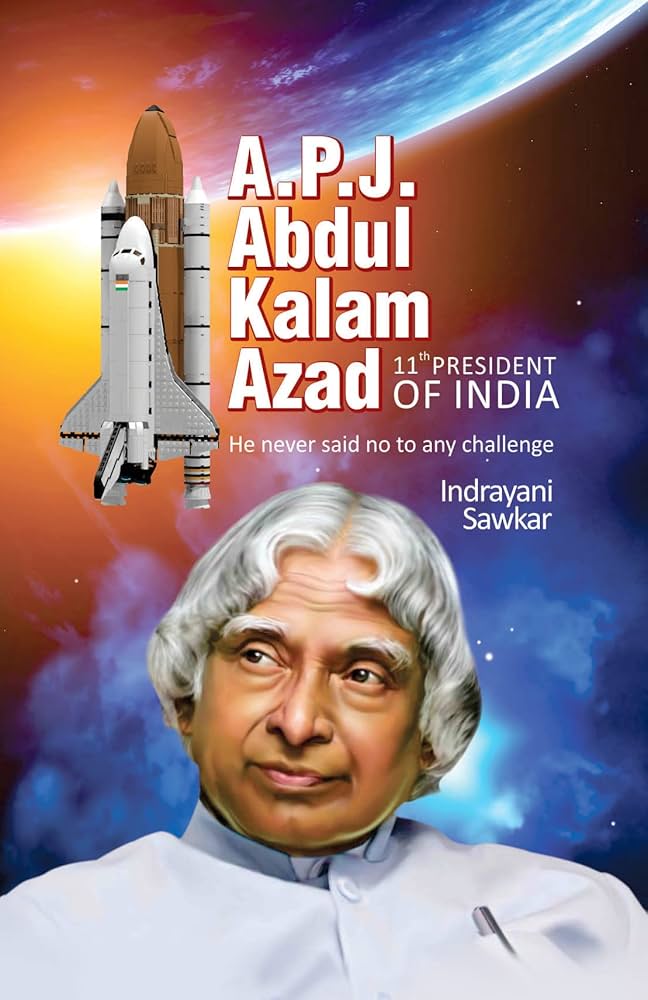 A.P.J.
Abdul
Kalam
Azad
11th PRESIDENT
OF INDIA
He never said no to any challenge
Indrayani
Sawkar